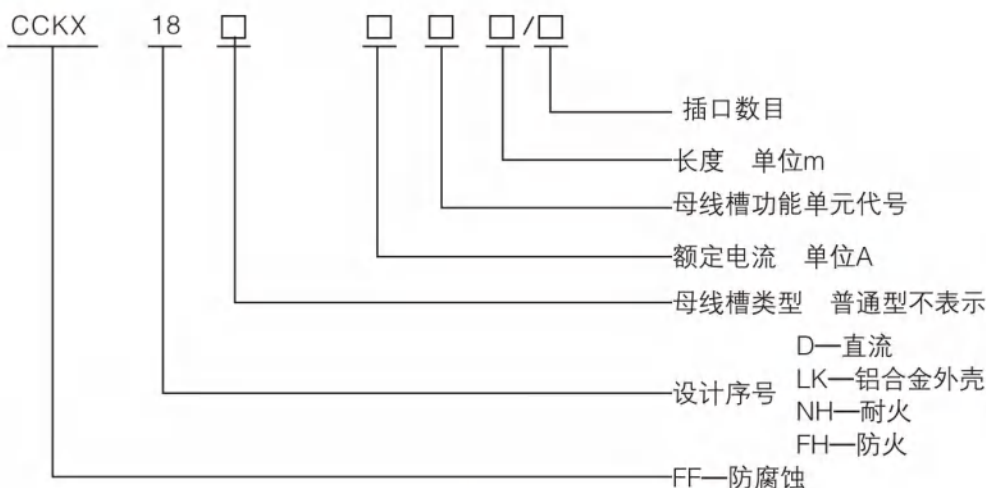 CCKX 18 □ □ □ □/□
插口数目
长度 单位m
母线槽功能单元代号
额定电流 单位A
母线槽类型 普通型不表示
D—直流
LK—铝合金外壳
设计序号
NH—耐火
FH—防火
FF—防腐蚀